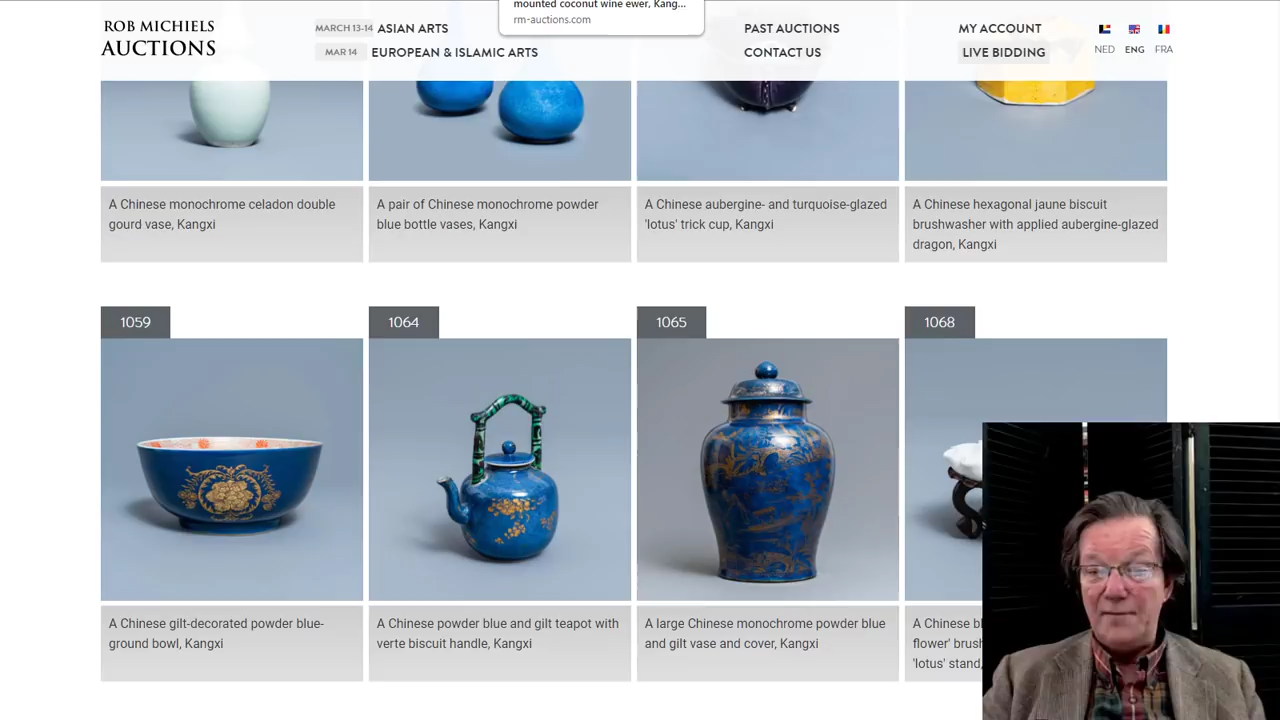 mounted coconut wine ewer, Kang...
rm-auctions.com
ROB MICHIELS
AUCTIONS
MARCH 13-14 ASIAN ARTS
MAR 14 EUROPEAN & ISLAMIC ARTS
PAST AUCTIONS
CONTACT US
MY ACCOUNT
LIVE BIDDING
NED ENG FRA
A Chinese monochrome celadon double
gourd vase, Kangxi
A pair of Chinese monochrome powder
blue bottle vases, Kangxi
A Chinese aubergine- and turquoise-glazed
'lotus' trick cup, Kangxi
A Chinese hexagonal jaune biscuit
brushwasher with applied aubergine-glazed
dragon, Kangxi
1059
1064
1065
1068
A Chinese gilt-decorated powder blue-
ground bowl, Kangxi
A Chinese powder blue and gilt teapot with
verte biscuit handle, Kangxi
A large Chinese monochrome powder blue
and gilt vase and cover, Kangxi
A Chinese bl
flower' brush
'lotus' stand,